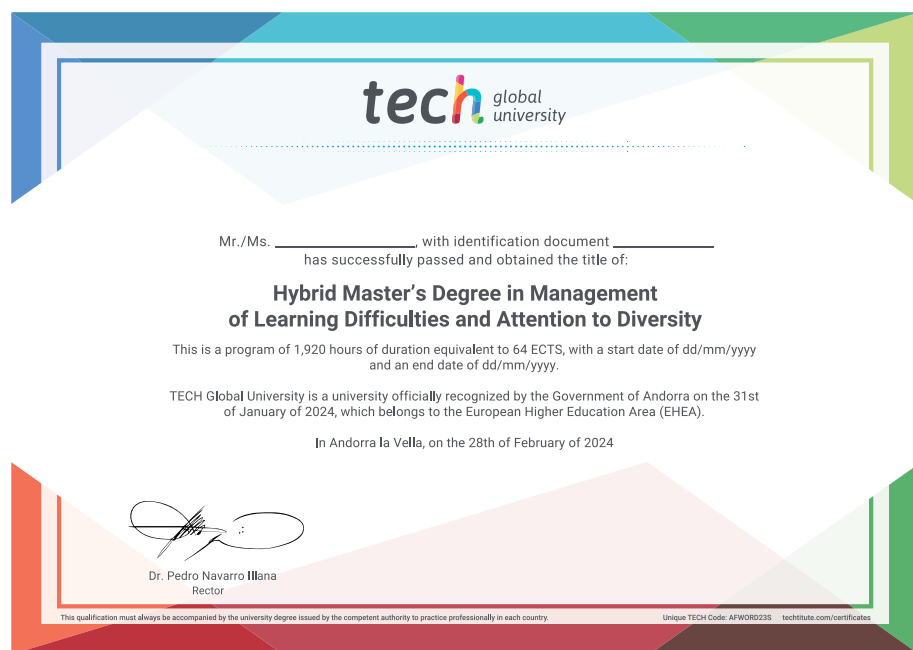 tech global university
Mr./Ms. ____________, with identification document ____________
has successfully passed and obtained the title of:
Hybrid Master's Degree in Management
of Learning Difficulties and Attention to Diversity
This is a program of 1,920 hours of duration equivalent to 64 ECTS, with a start date of dd/mm/yyyy
and an end date of dd/mm/yyyy.
TECH Global University is a university officially recognized by the Government of Andorra on the 31st
of January of 2024, which belongs to the European Higher Education Area (EHEA).
In Andorra la Vella, on the 28th of February of 2024
Dr. Pedro Navarro Illana
Rector
This qualification must always be accompanied by the university degree issued by the competent authority to practice professionally in each country.
Unique TECH Code: AFWORD23S techtitute.com/certificates